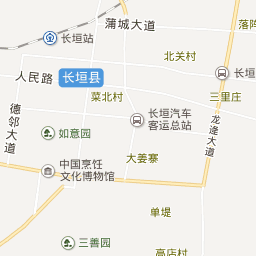 蒲城大道
落阵
长垣站
北关村
长垣
人民路
长垣县
菜北村
三里庄
德邻大道
长垣汽车
客运总站
龙逢大道
如意园
大姜寨
中国烹饪
文化博物馆
单堤
三善园
高店村